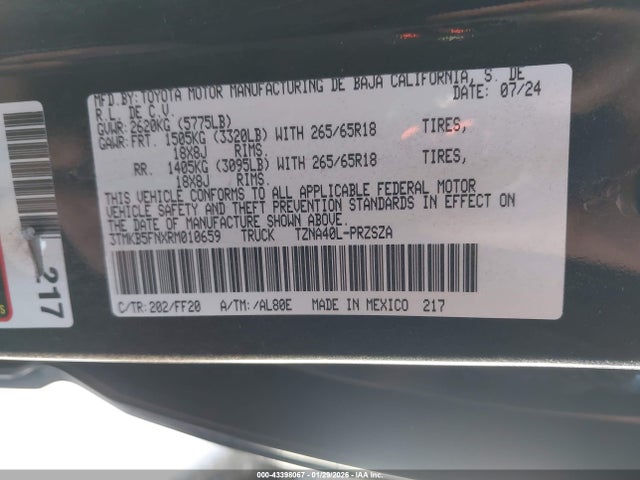 MFD.BY:TOYOTA MOTOR MANUFACTURING DE BAJA CALIFORNIA, S. DE
R.L. DE C.V. DATE: 07/24
GVWR:2620KG (5775LB)
GAWR:FRT. 1505KG (3320LB) WITH 265/65R18 TIRES,
18X8J RIMS.
RR. 1405KG (3095LB) WITH 265/65R18 TIRES,
18X8J RIMS.
THIS VEHICLE CONFORMS TO ALL APPLICABLE FEDERAL MOTOR
VEHICLE SAFETY AND THEFT PREVENTION STANDARDS IN EFFECT ON
THE DATE OF MANUFACTURE SHOWN ABOVE.
3TMKB5FNXRM010659 TRUCK TZNA40L-PRZSZA
C/TR:202/FF20 A/TM:/AL80E MADE IN MEXICO 217
217
000-43398067 - 01/29/2026 - IAA Inc.